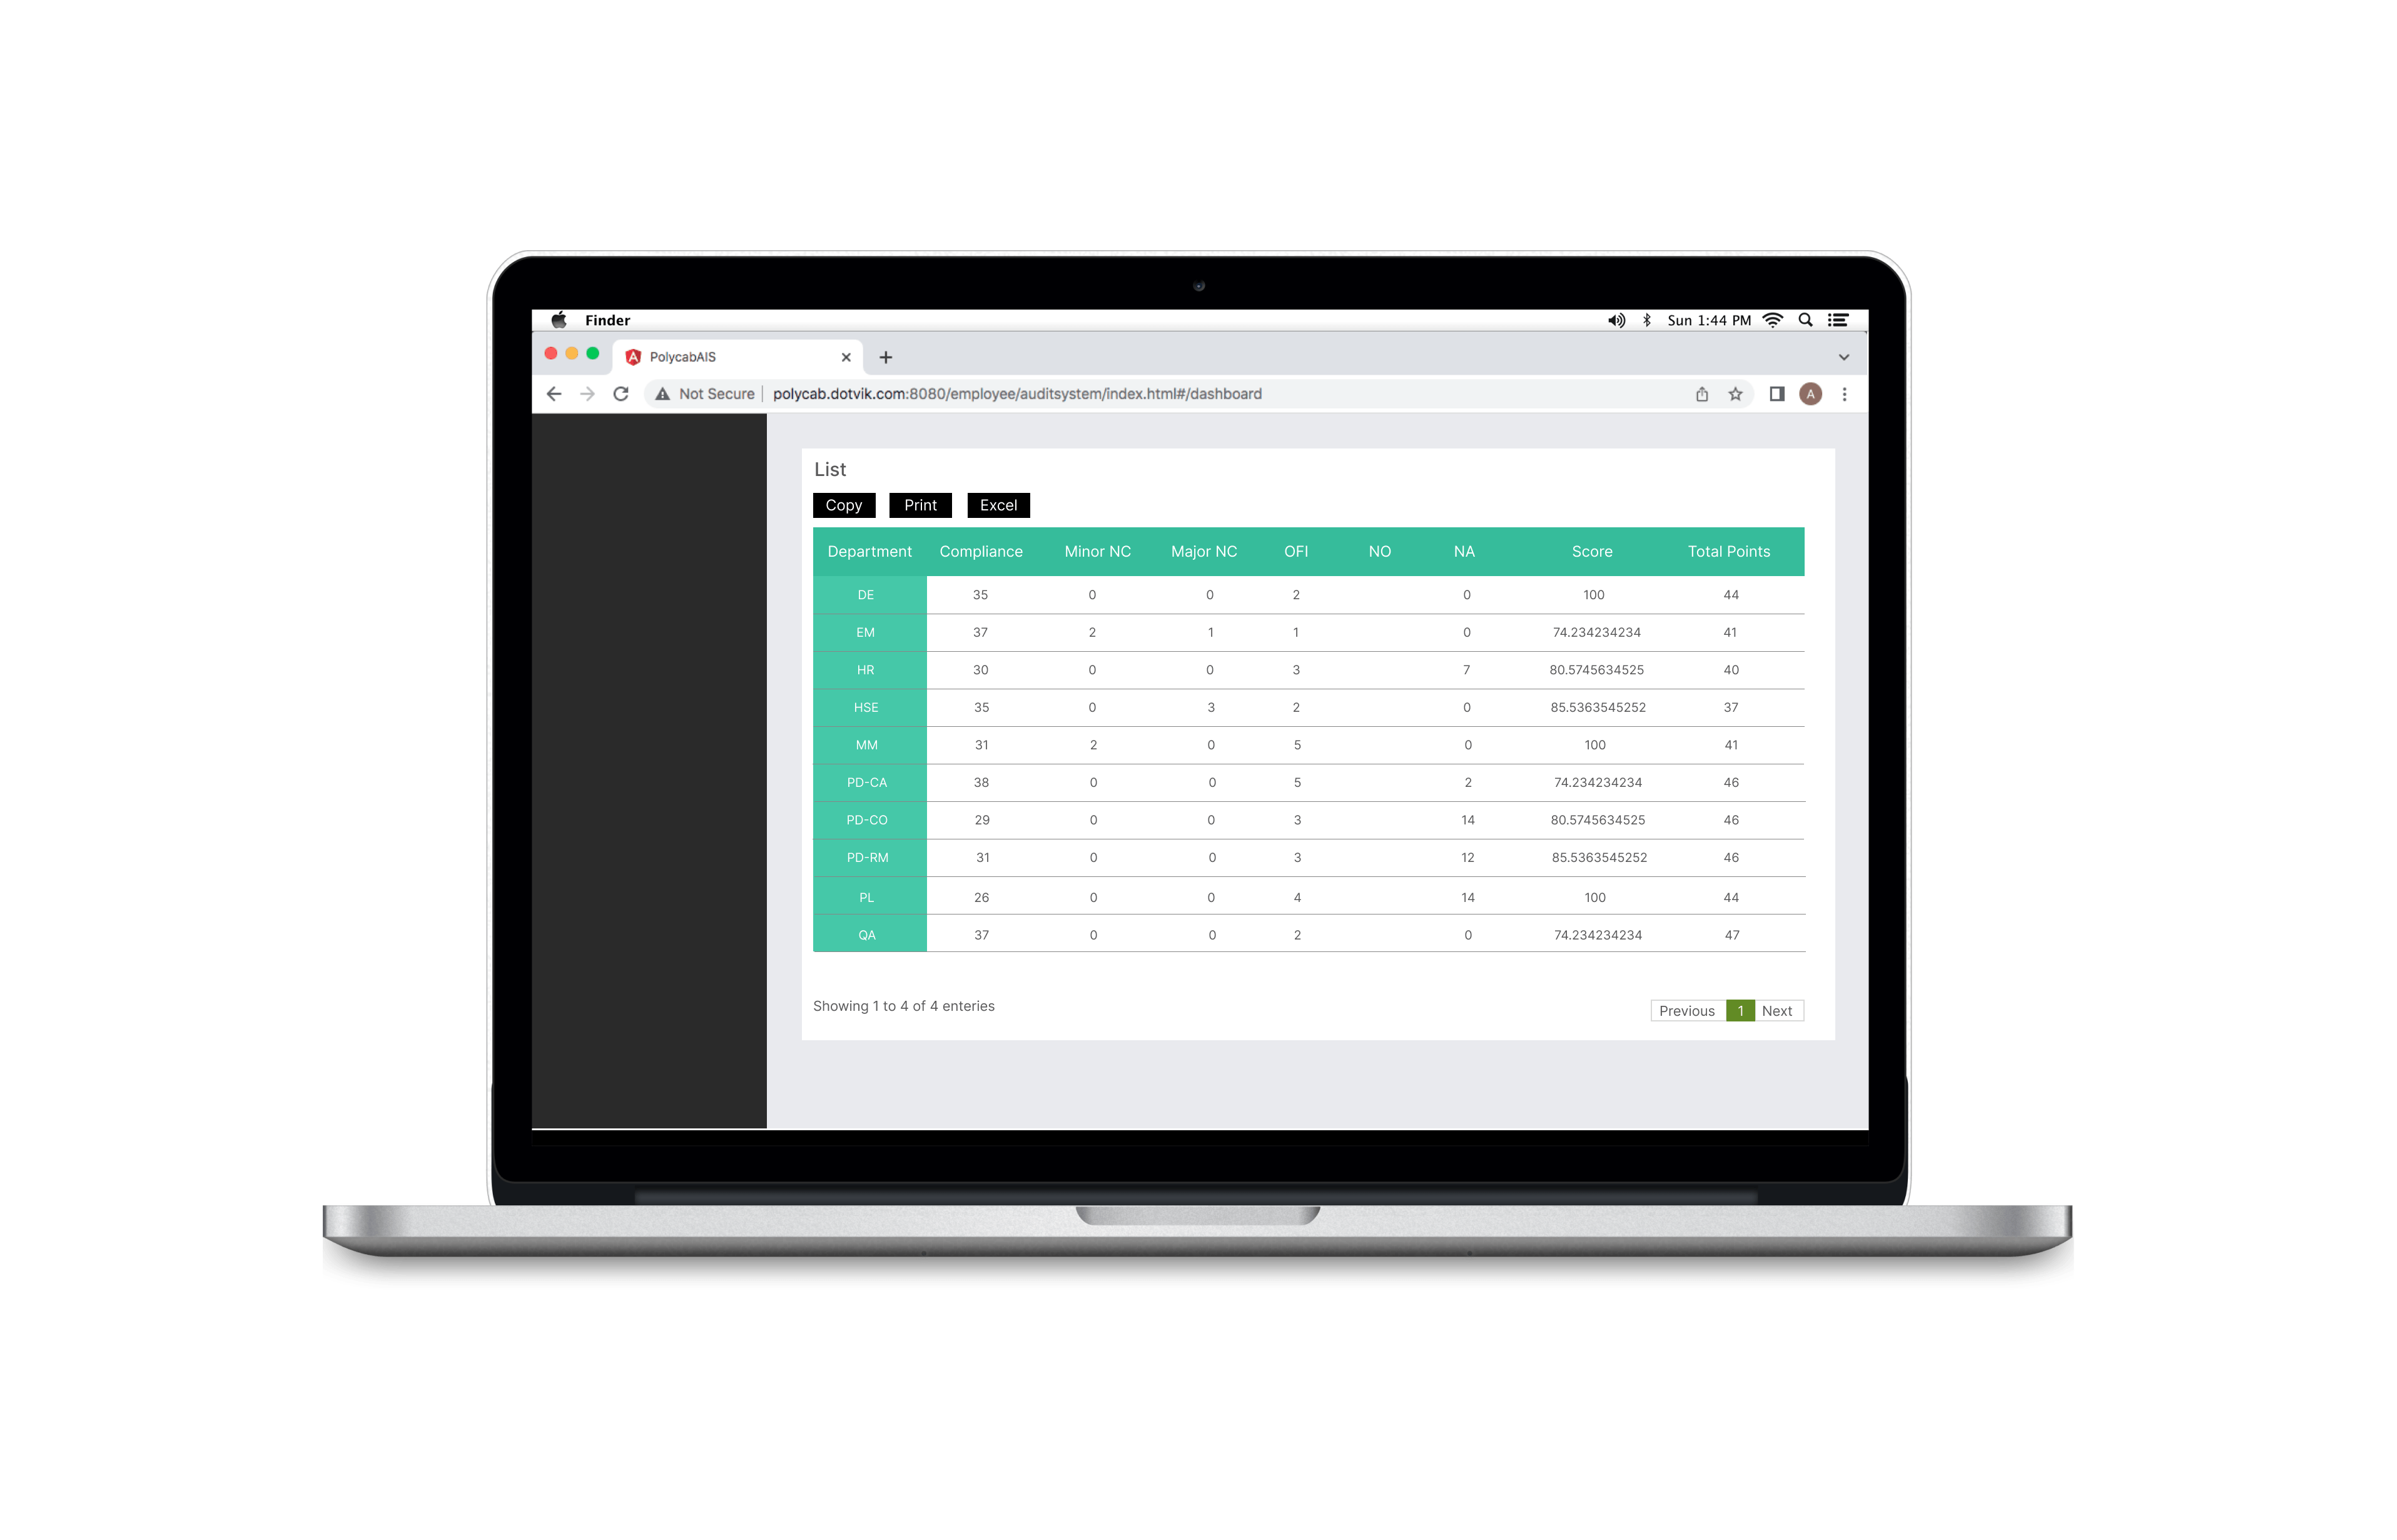 Finder Sun 1:44 PM
PolycabAIS
Not Secure polycab.dotvik.com:8080/employee/auditsystem/index.html#/dashboard A
List
Copy Print Excel
Department Compliance Minor NC Major NC OFI NO NA Score Total Points
DE 35 0 0 2 0 100 44
EM 37 2 1 1 0 74.234234234 41
HR 30 0 0 3 7 80.5745634525 40
HSE 35 0 3 2 0 85.5363545252 37
MM 31 2 0 5 0 100 41
PD-CA 38 0 0 5 2 74.234234234 46
PD-CO 29 0 0 3 14 80.5745634525 46
PD-RM 31 0 0 3 12 85.5363545252 46
PL 26 0 0 4 14 100 44
QA 37 0 0 2 0 74.234234234 47
Showing 1 to 4 of 4 enteries Previous 1 Next